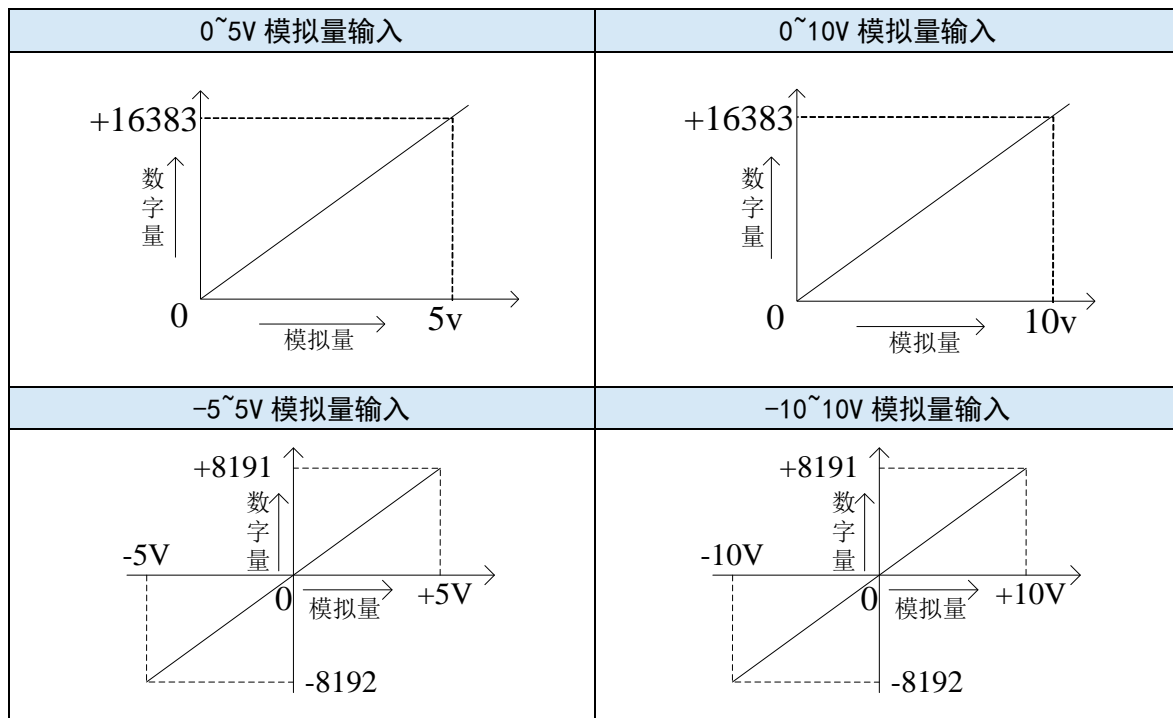 0~5V 模拟量输入
0~10V 模拟量输入
+16383
数字量
0
5v
模拟量
+16383
数字量
0
10v
模拟量
-5~5V 模拟量输入
-10~10V 模拟量输入
+8191
数字量
-5V
0
模拟量
+5V
-8192
+8191
数字量
-10V
0
模拟量
+10V
-8192